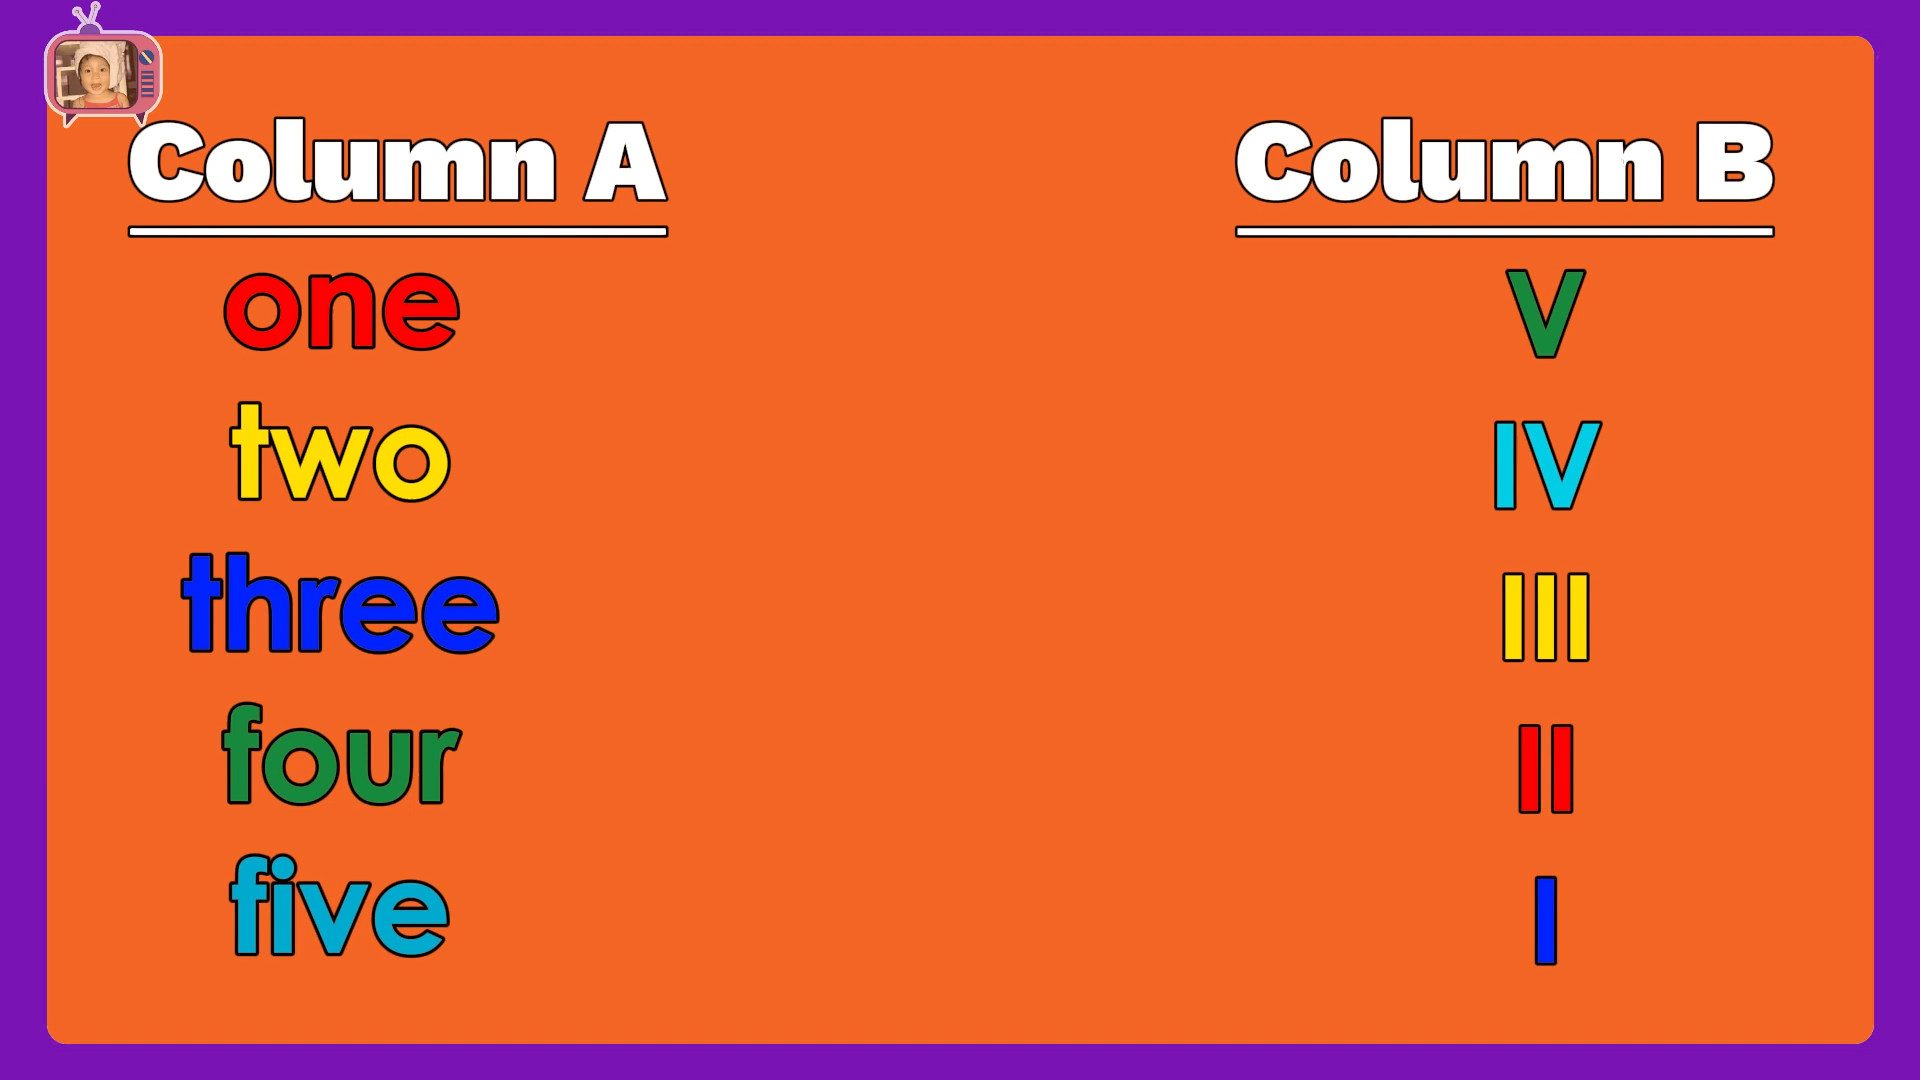 Column A Column B
one V
two IV
three III
four II
five I